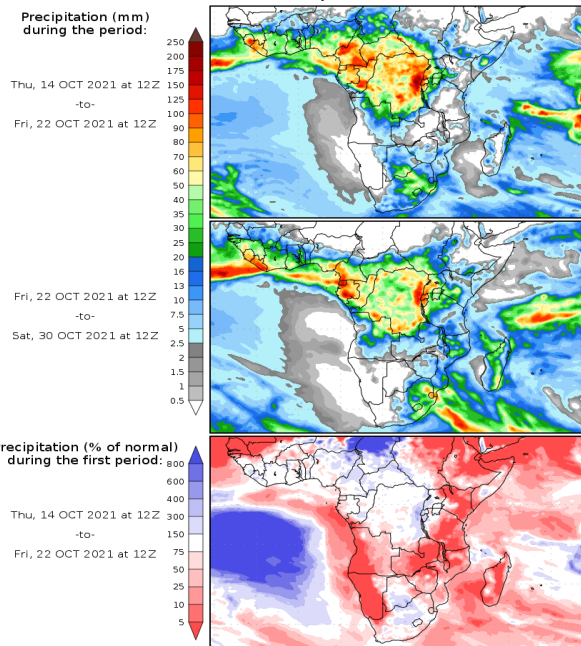 Precipitation (mm)
during the period:
Thu, 14 OCT 2021 at 12Z
-to-
Fri, 22 OCT 2021 at 12Z
250
200
175
150
125
100
90
80
70
60
50
40
35
30
25
20
16
13
10
7.5
5
2.5
2
1.5
1
0.5
Fri, 22 OCT 2021 at 12Z
-to-
Sat, 30 OCT 2021 at 12Z
recipitation (% of normal)
during the first period:
Thu, 14 OCT 2021 at 12Z
-to-
Fri, 22 OCT 2021 at 12Z
800
600
400
300
150
75
50
25
10
5